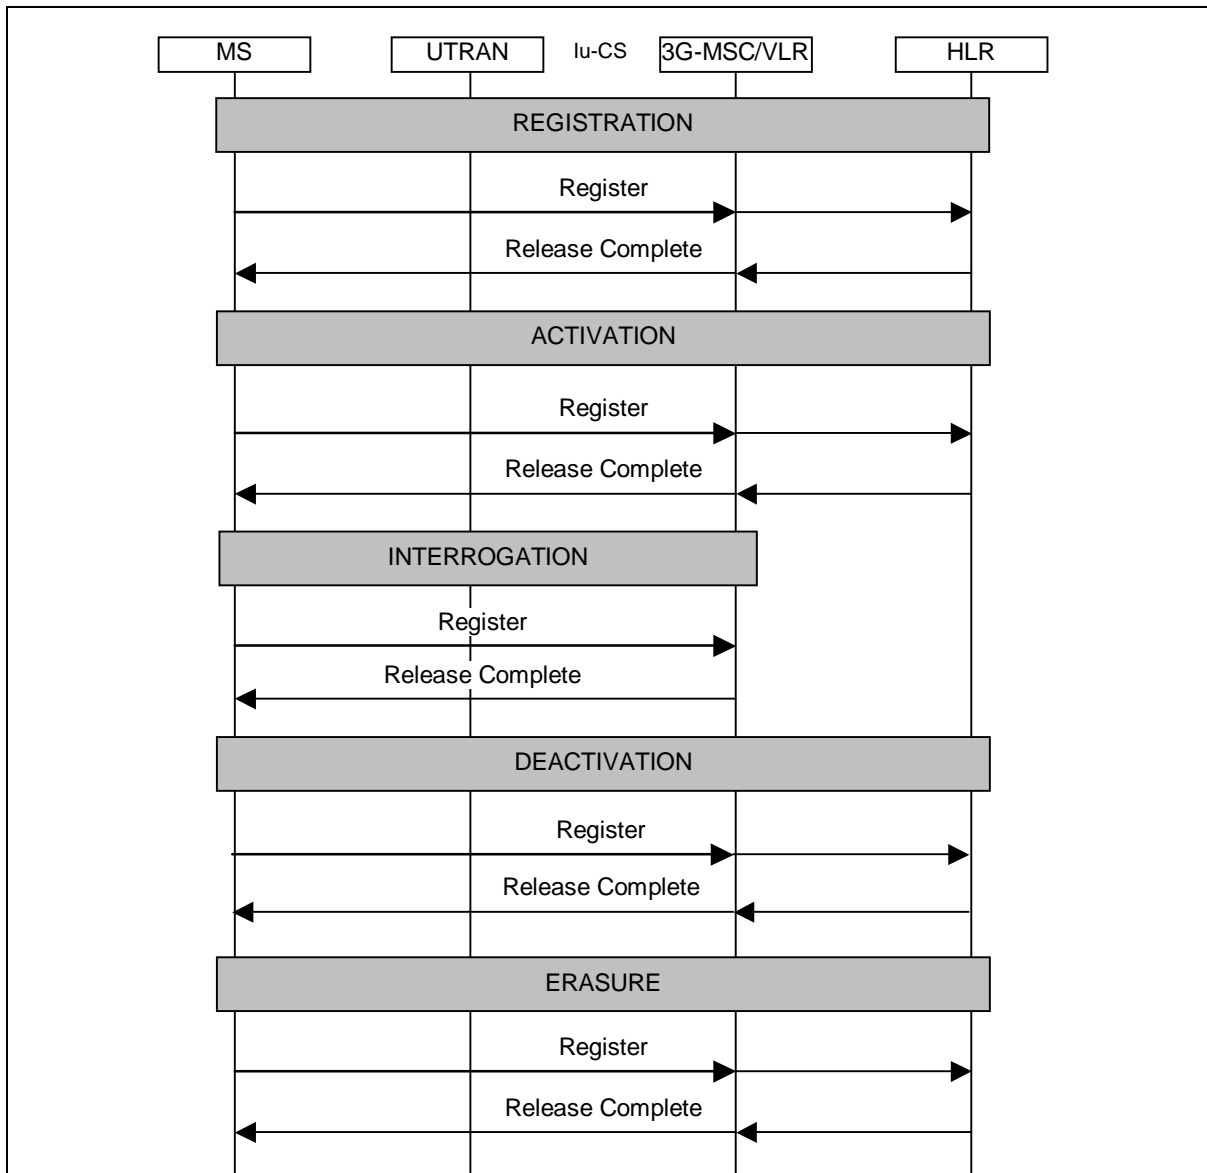 MS UTRAN Iu-CS 3G-MSC/VLR HLR
REGISTRATION
Register
Release Complete
ACTIVATION
Register
Release Complete
INTERROGATION
Register
Release Complete
DEACTIVATION
Register
Release Complete
ERASURE
Register
Release Complete